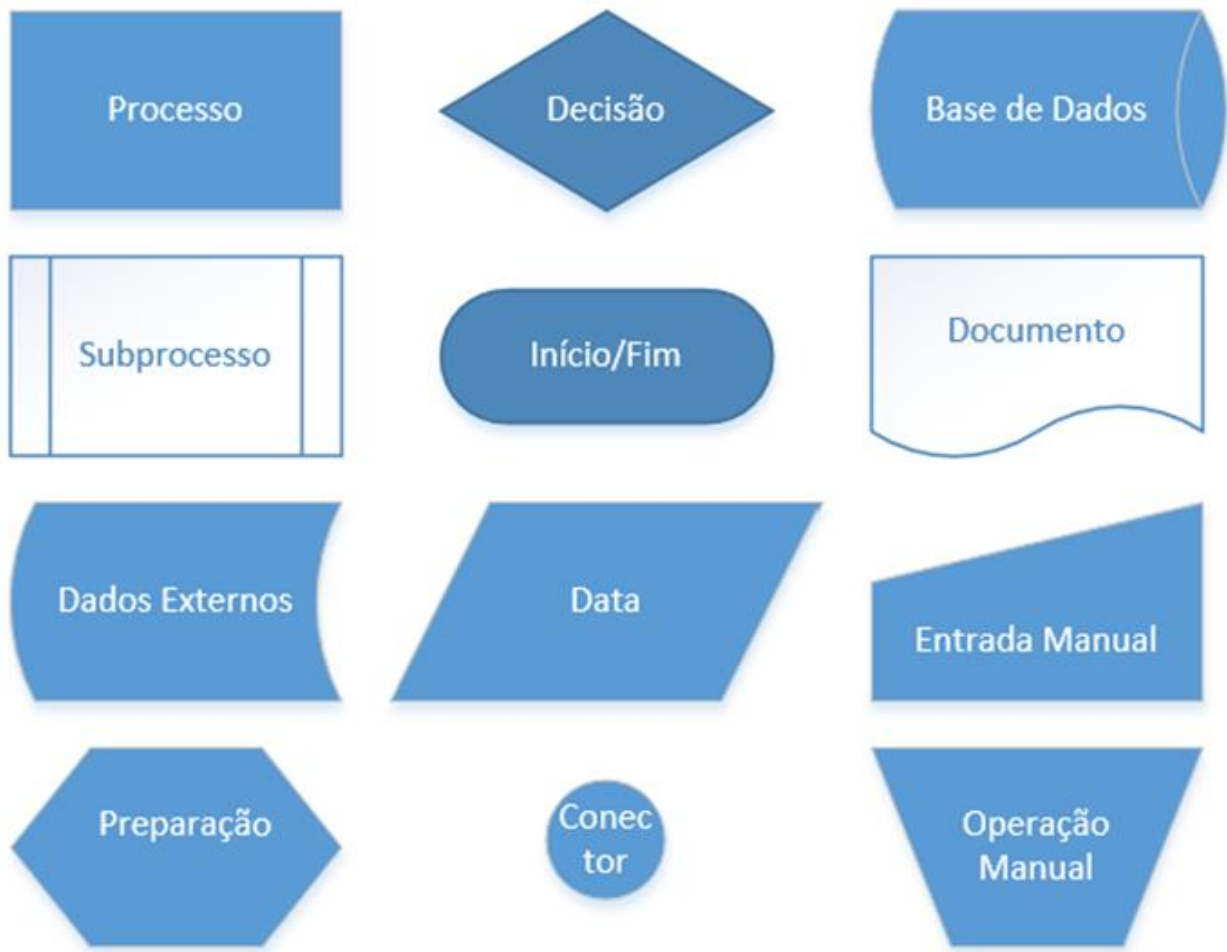 Processo
Decisão
Base de Dados
Subprocesso
Início/Fim
Documento
Dados Externos
Data
Entrada Manual
Preparação
Conec
tor
Operação
Manual